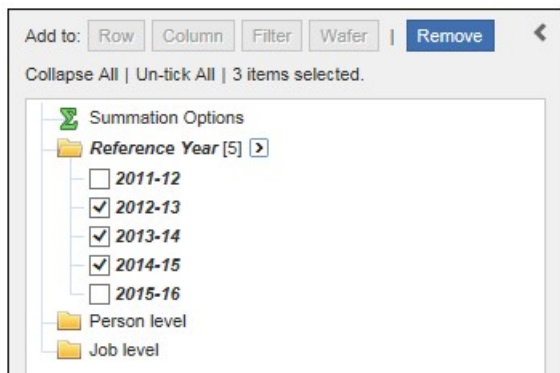 Add to: Row Column Filter Wafer | Remove
Collapse All | Un-tick All | 3 items selected.
Summation Options
Reference Year [5]
2011-12
2012-13
2013-14
2014-15
2015-16
Person level
Job level